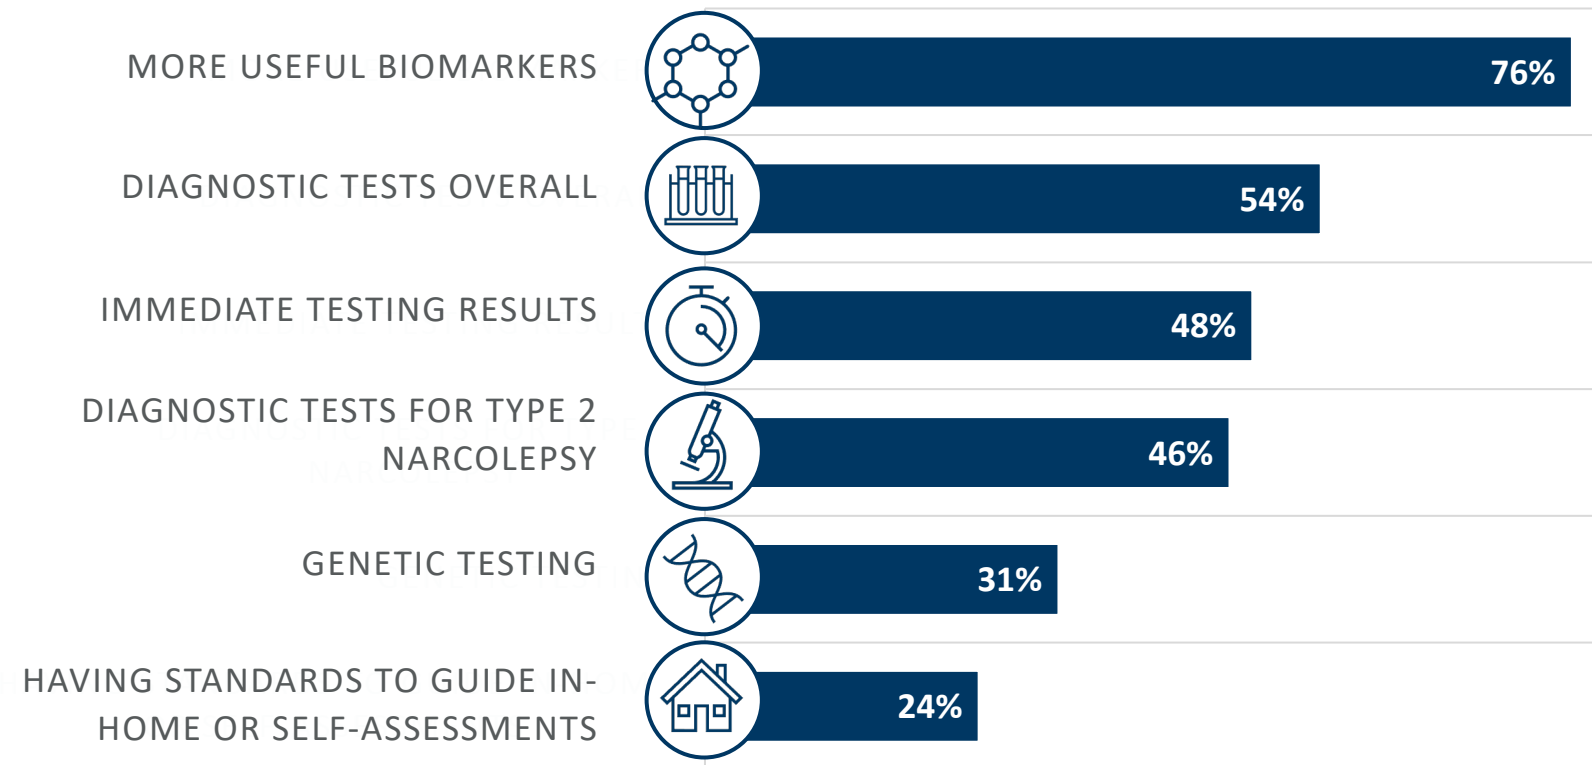 MORE USEFUL BIOMARKERS
76%
DIAGNOSTIC TESTS OVERALL
54%
IMMEDIATE TESTING RESULTS
48%
DIAGNOSTIC TESTS FOR TYPE 2
NARCOLEPSY
46%
GENETIC TESTING
31%
HAVING STANDARDS TO GUIDE IN-
HOME OR SELF-ASSESSMENTS
24%